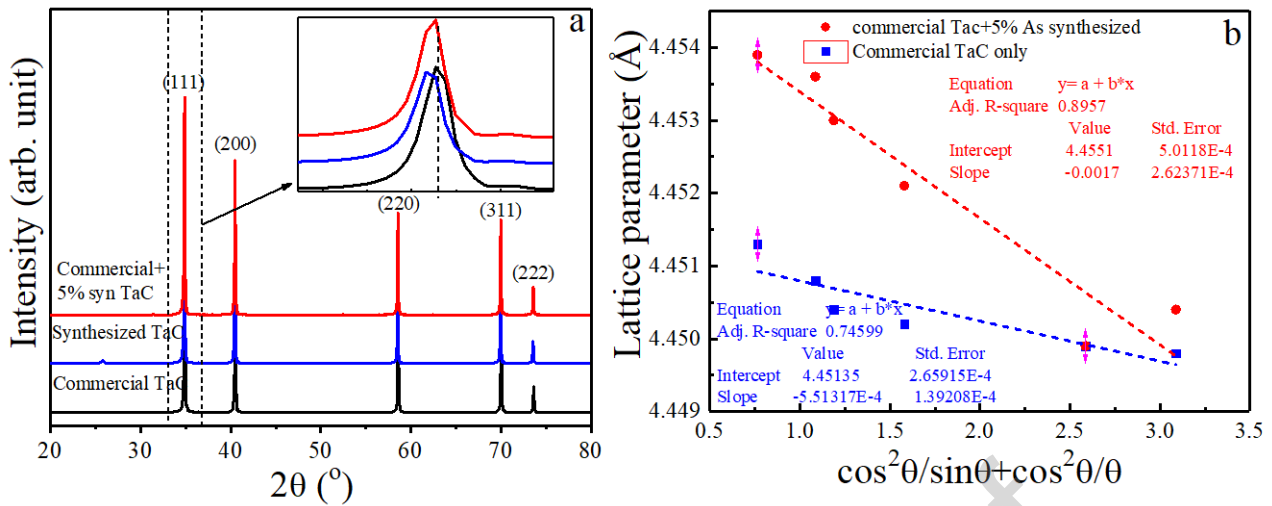 a
(111)
(200)
(220)
(311)
(222)
Commercial+
5% syn TaC
Synthesized TaC
Commercial TaC
Intensity (arb. unit)
20 30 40 50 60 70 80
2θ (°)
b
commercial Tac+5% As synthesized
Commercial TaC only
Equation y= a + b*x
Adj. R-square 0.8957
Value Std. Error
Intercept 4.4551 5.0118E-4
Slope -0.0017 2.62371E-4
Equation y= a + b*x
Adj. R-square 0.74599
Value Std. Error
Intercept 4.45135 2.65915E-4
Slope -5.51317E-4 1.39208E-4
Lattice parameter (Å)
4.454
4.453
4.452
4.451
4.450
4.449
0.5 1.0 1.5 2.0 2.5 3.0 3.5
cos²θ/sinθ+cos²θ/θ